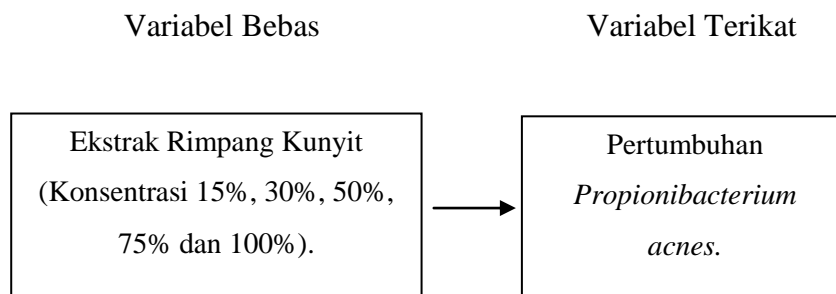 Variabel Bebas
Variabel Terikat
Ekstrak Rimpang Kunyit
(Konsentrasi 15%, 30%, 50%,
75% dan 100%).
Pertumbuhan
Propionibacterium
acnes.